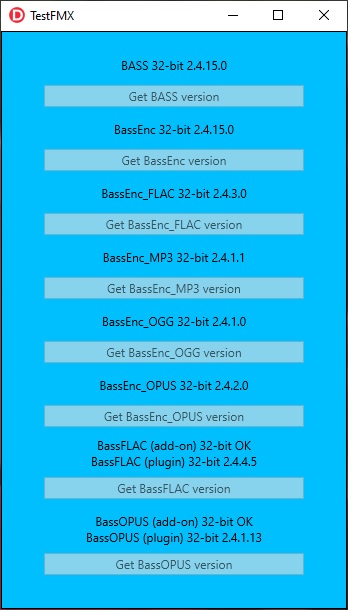 TestFMX
BASS 32-bit 2.4.15.0
Get BASS version
BassEnc 32-bit 2.4.15.0
Get BassEnc version
BassEnc_FLAC 32-bit 2.4.3.0
Get BassEnc_FLAC version
BassEnc_MP3 32-bit 2.4.1.1
Get BassEnc_MP3 version
BassEnc_OGG 32-bit 2.4.1.0
Get BassEnc_OGG version
BassEnc_OPUS 32-bit 2.4.2.0
Get BassEnc_OPUS version
BassFLAC (add-on) 32-bit OK
BassFLAC (plugin) 32-bit 2.4.4.5
Get BassFLAC version
BassOPUS (add-on) 32-bit OK
BassOPUS (plugin) 32-bit 2.4.1.13
Get BassOPUS version